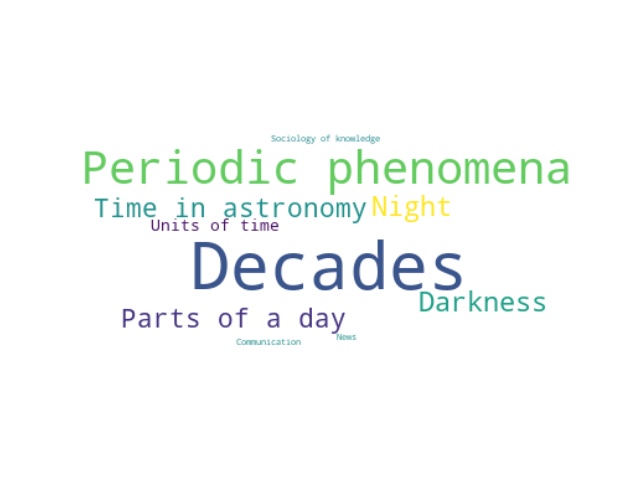 Sociology of knowledge
Periodic phenomena
Time in astronomy
Night
Units of time
Decades
Darkness
Parts of a day
News
Communication